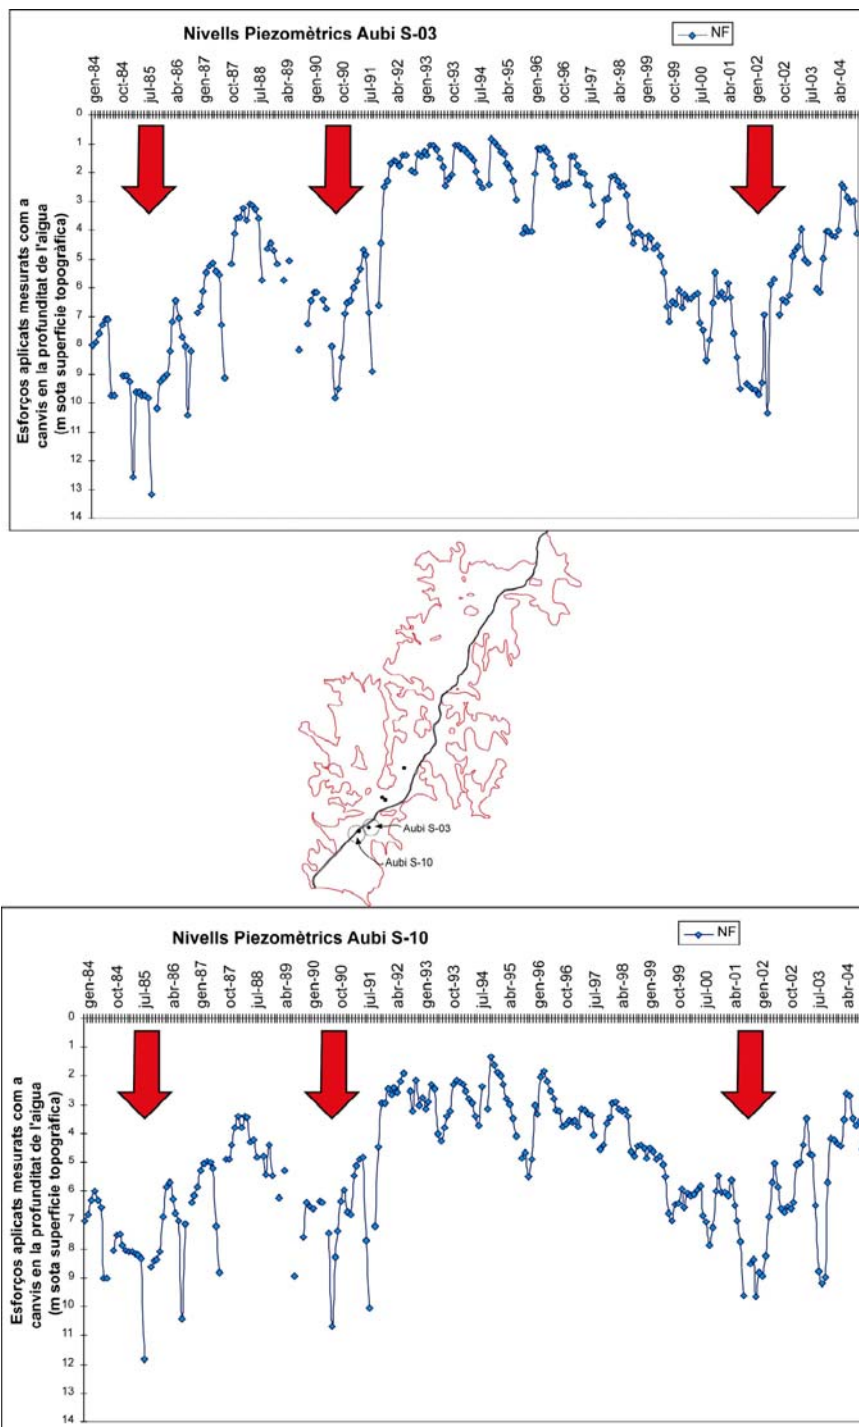 Nivells Piezomètrics Aubi S-03
NF
gen-84
oct-84
jul-85
abr-86
gen-87
oct-87
jul-88
abr-89
gen-90
oct-90
jul-91
abr-92
gen-93
oct-93
jul-94
abr-95
gen-96
oct-96
jul-97
abr-98
gen-99
oct-99
jul-00
abr-01
gen-02
oct-02
jul-03
abr-04
Esforços aplicats mesurats com a
canvis en la profunditat de l'aigua
(m sota superfície topogràfica)
0
1
2
3
4
5
6
7
8
9
10
11
12
13
14
Aubi S-03
Aubi S-10
Nivells Piezomètrics Aubi S-10
NF
gen-84
oct-84
jul-85
abr-86
gen-87
oct-87
jul-88
abr-89
gen-90
oct-90
jul-91
abr-92
gen-93
oct-93
jul-94
abr-95
gen-96
oct-96
jul-97
abr-98
gen-99
oct-99
jul-00
abr-01
gen-02
oct-02
jul-03
abr-04
Esforços aplicats mesurats com a
canvis en la profunditat de l'aigua
(m sota superfície topogràfica)
0
1
2
3
4
5
6
7
8
9
10
11
12
13
14